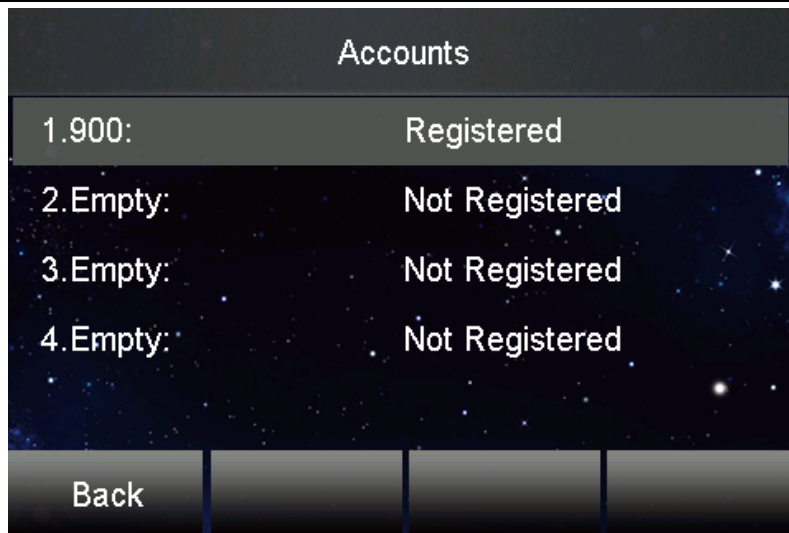 Accounts
1.900: Registered
2.Empty: Not Registered
3.Empty: Not Registered
4.Empty: Not Registered
Back